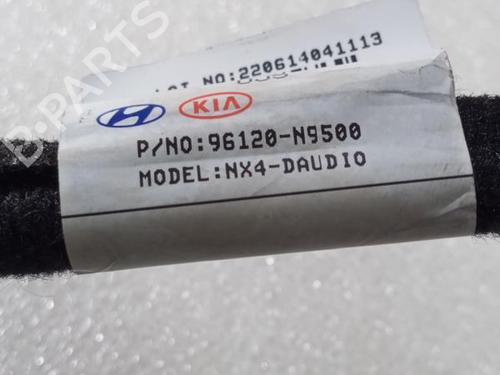 LOT NO:220614041113
KIA
P/NO:96120-N9500
MODEL:NX4-DAUDIO
B-PARTS